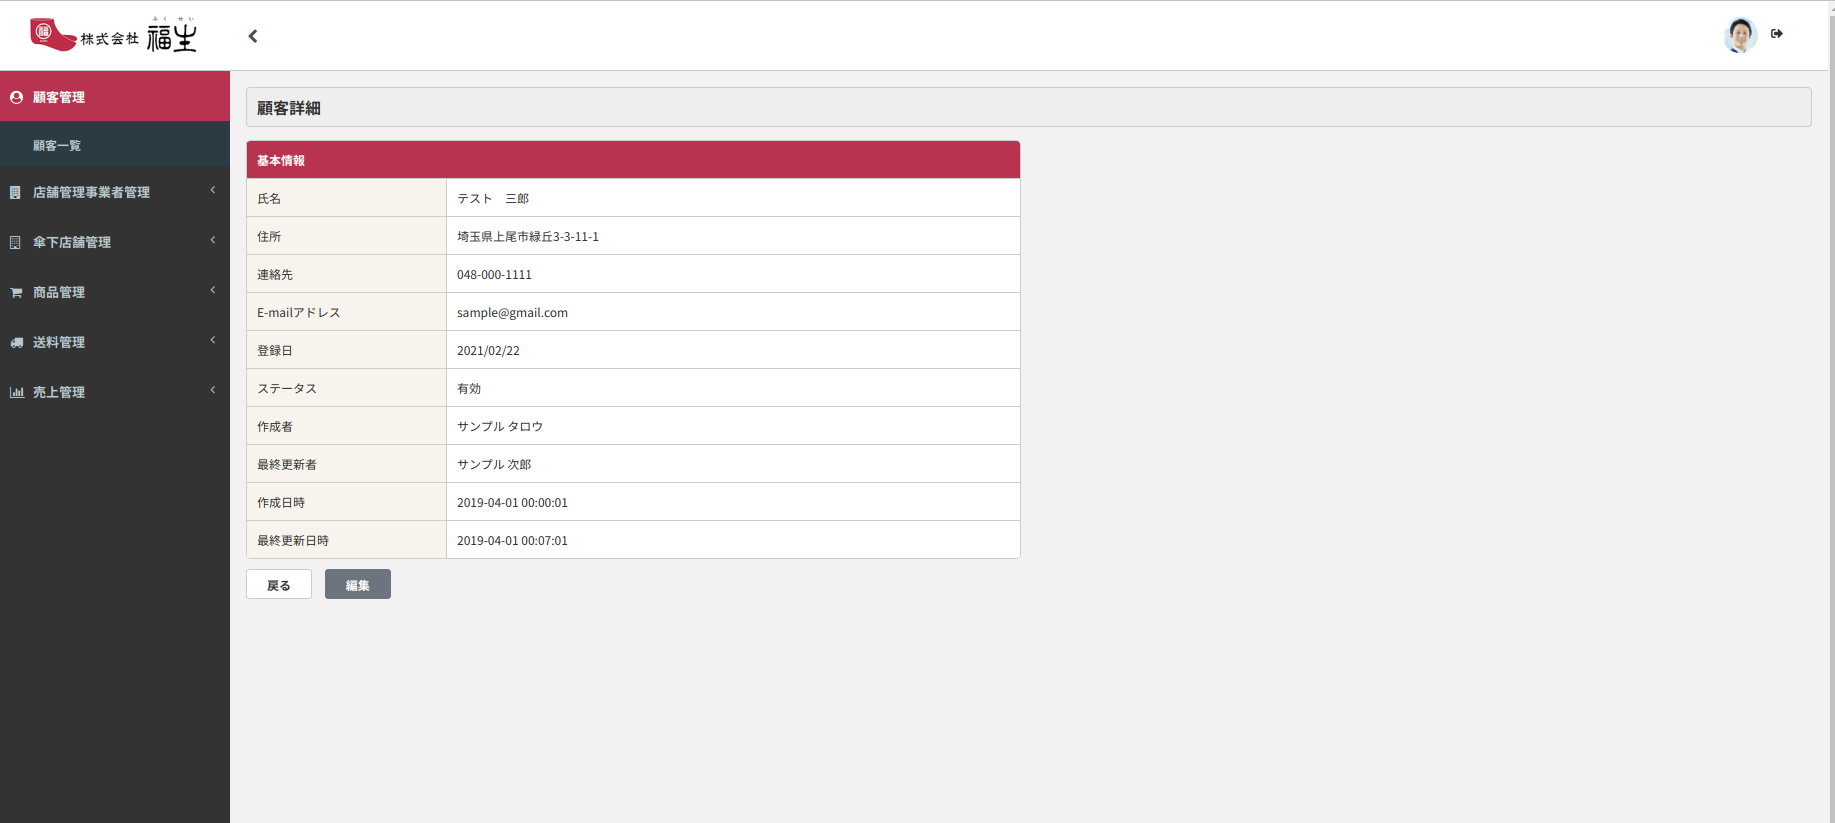 ふくせい
株式会社 福生
顧客管理
顧客一覧
店舗管理事業者管理
傘下店舗管理
商品管理
送料管理
売上管理
顧客詳細
基本情報
氏名 テスト　三郎
住所 埼玉県上尾市緑丘3-3-11-1
連絡先 048-000-1111
E-mailアドレス sample@gmail.com
登録日 2021/02/22
ステータス 有効
作成者 サンプル タロウ
最終更新者 サンプル 次郎
作成日時 2019-04-01 00:00:01
最終更新日時 2019-04-01 00:07:01
戻る 編集